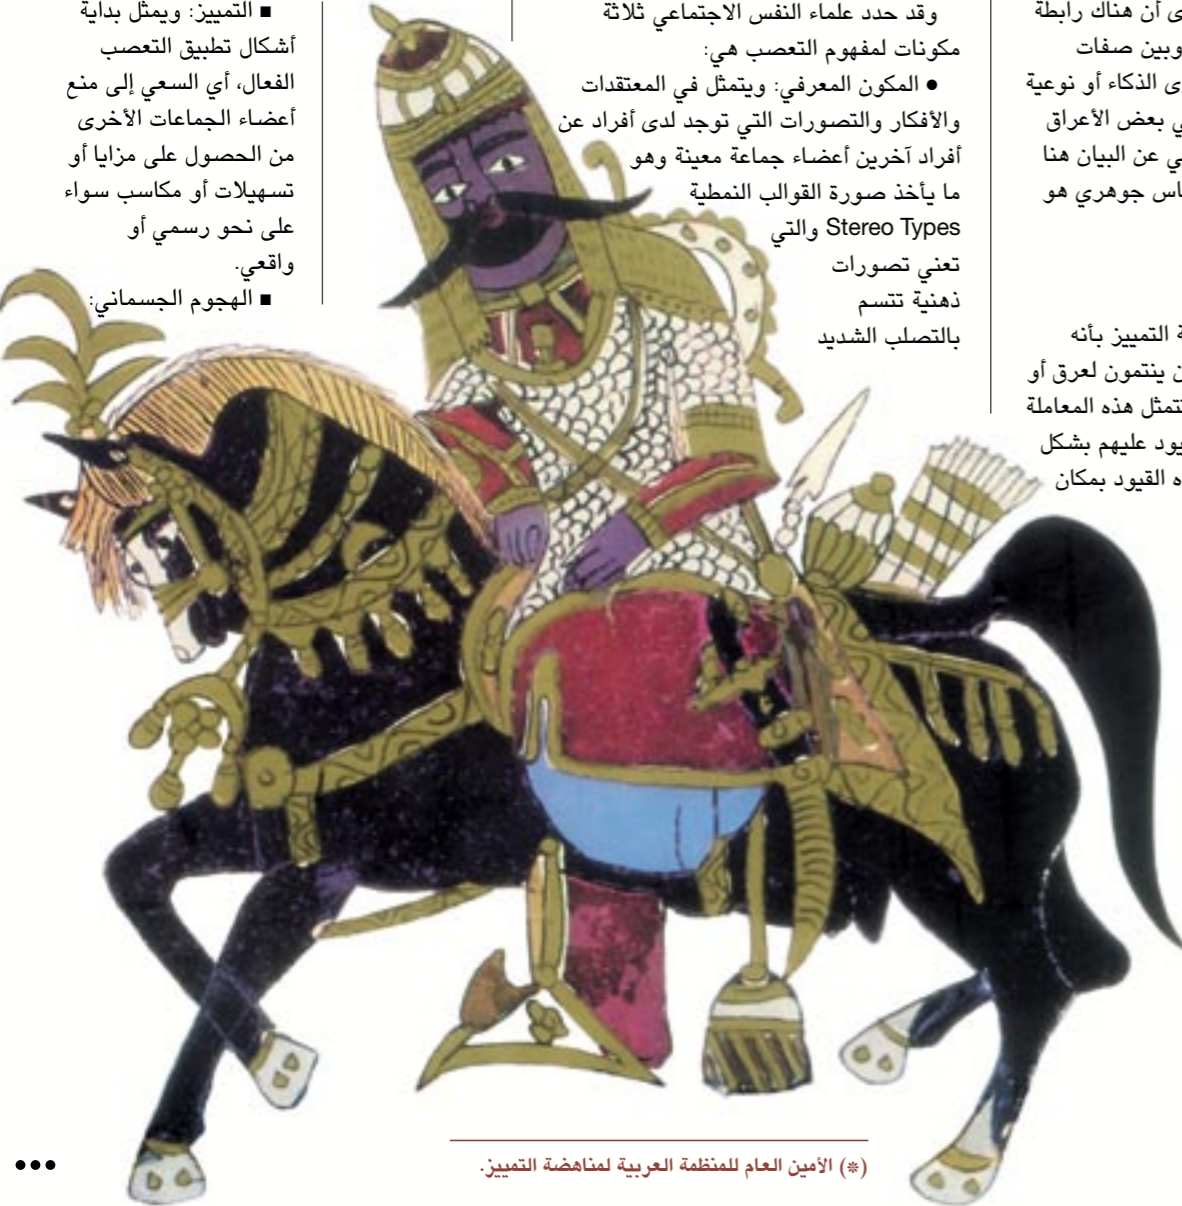 ى أن هناك رابطة
وبين صفات
ى الذكاء أو نوعية
ي بعض الأعراق
ي عن البيان هنا
اس جوهري هو
ة التمييز بأنه
ن ينتمون لعرق أو
تتمثل هذه المعاملة
يود عليهم بشكل
ه القيود بمكان
وقد حدد علماء النفس الاجتماعي ثلاثة
مكونات لمفهوم التعصب هي:
● المكون المعرفي: ويتمثل في المعتقدات
والأفكار والتصورات التي توجد لدى أفراد عن
أفراد آخرين أعضاء جماعة معينة وهو
ما يأخذ صورة القوالب النمطية
Stereo Types والتي
تعني تصورات
ذهنية تتسم
بالتصلب الشديد
■ التمييز: ويمثل بداية
أشكال تطبيق التعصب
الفعال، أي السعي إلى منع
أعضاء الجماعات الأخرى
من الحصول على مزايا أو
تسهيلات أو مكاسب سواء
على نحو رسمي أو
واقعي.
■ الهجوم الجسماني:
(*) الأمين العام للمنظمة العربية لمناهضة التمييز.
●●●